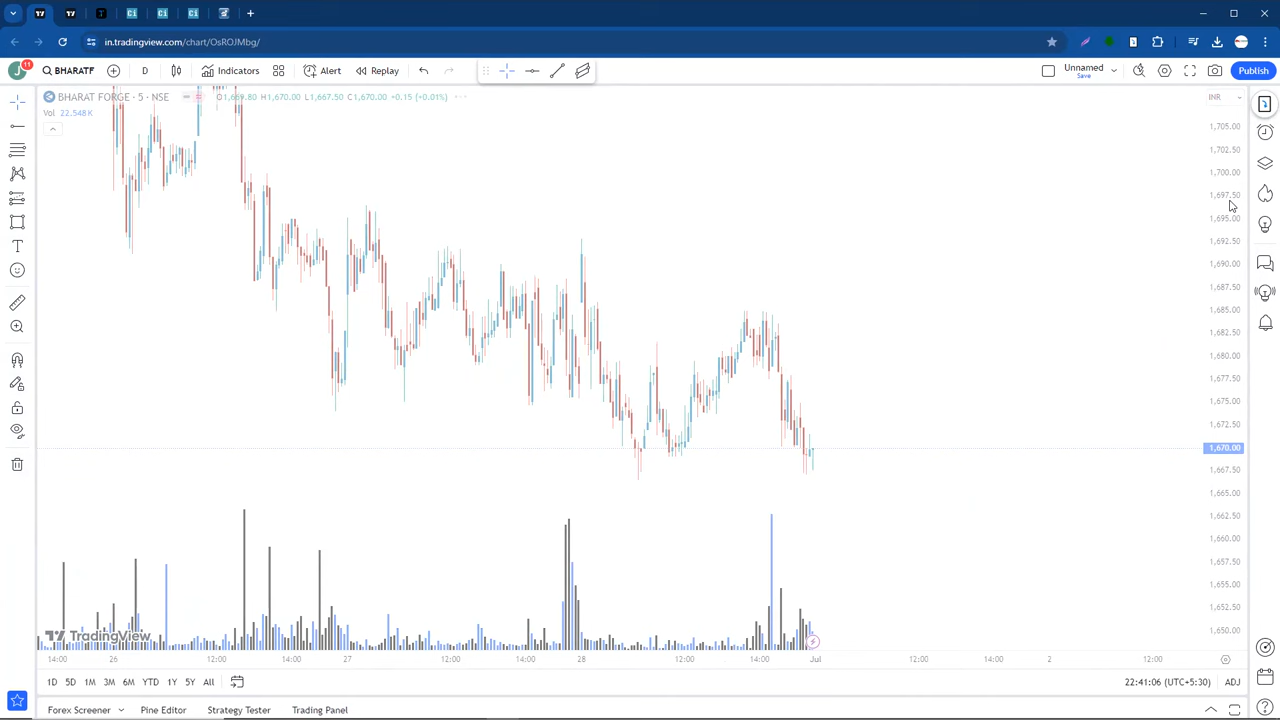 in.tradingview.com/chart/OsROJMbg/
J 11 BHARATF D Indicators Alert Replay Unnamed Save Publish
BHARAT FORGE · 5 · NSE O1,669.80 H1,670.00 L1,667.50 C1,670.00 +0.15 (+0.01%) INR
Vol 22.548 K
1,705.00
1,702.50
1,700.00
1,697.50
1,695.00
1,692.50
1,690.00
1,687.50
1,685.00
1,682.50
1,680.00
1,677.50
1,675.00
1,672.50
1,670.00
1,667.50
1,665.00
1,662.50
1,660.00
1,657.50
1,655.00
1,652.50
1,650.00
TradingView
14:00 26 12:00 14:00 27 12:00 14:00 28 12:00 14:00 Jul 12:00 14:00 2 12:00
1D 5D 1M 3M 6M YTD 1Y 5Y All 22:41:06 (UTC+5:30) ADJ
Forex Screener Pine Editor Strategy Tester Trading Panel